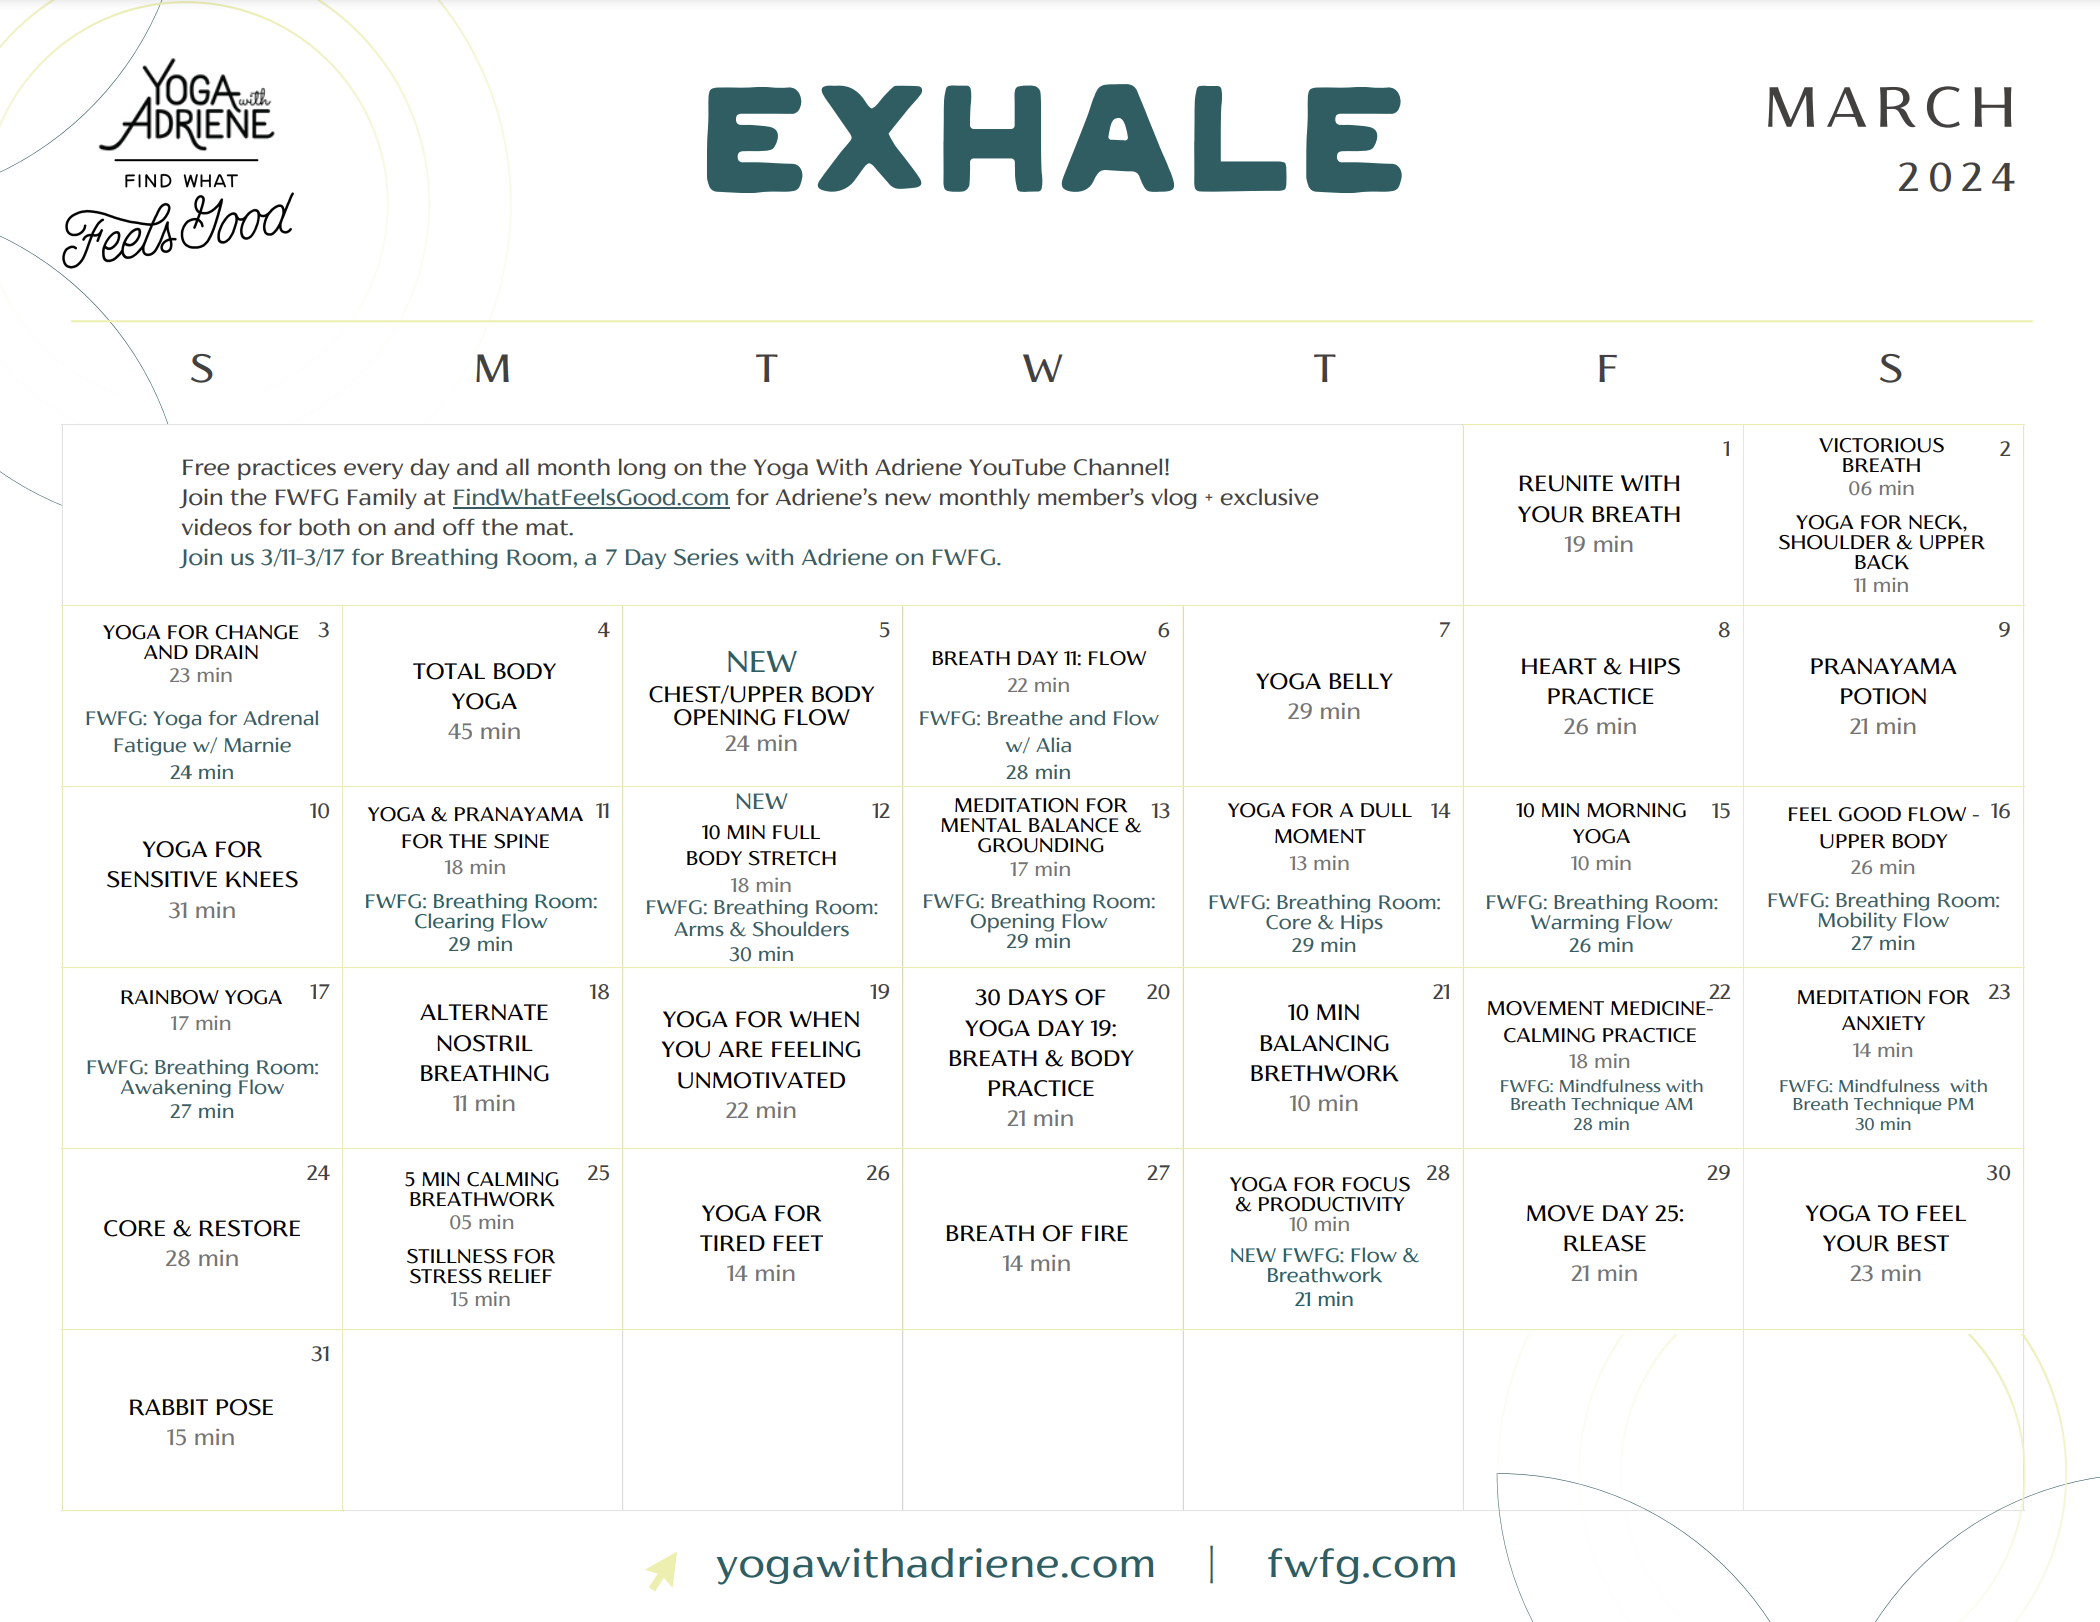 YOGA with
ADRIENE
FIND WHAT
Feels Good
EXHALE
MARCH
2024
S M T W T F S
Free practices every day and all month long on the Yoga With Adriene YouTube Channel!
Join the FWFG Family at FindWhatFeelsGood.com for Adriene's new monthly member's vlog + exclusive
videos for both on and off the mat.
Join us 3/11-3/17 for Breathing Room, a 7 Day Series with Adriene on FWFG.
1
REUNITE WITH
YOUR BREATH
19 min
2
VICTORIOUS
BREATH
06 min
YOGA FOR NECK,
SHOULDER & UPPER
BACK
11 min
3
YOGA FOR CHANGE
AND DRAIN
23 min
FWFG: Yoga for Adrenal
Fatigue w/ Marnie
24 min
4
TOTAL BODY
YOGA
45 min
5
NEW
CHEST/UPPER BODY
OPENING FLOW
24 min
6
BREATH DAY 11: FLOW
22 min
FWFG: Breathe and Flow
w/ Alia
28 min
7
YOGA BELLY
29 min
8
HEART & HIPS
PRACTICE
26 min
9
PRANAYAMA
POTION
21 min
10
YOGA FOR
SENSITIVE KNEES
31 min
11
YOGA & PRANAYAMA
FOR THE SPINE
18 min
FWFG: Breathing Room:
Clearing Flow
29 min
12
NEW
10 MIN FULL
BODY STRETCH
18 min
FWFG: Breathing Room:
Arms & Shoulders
30 min
13
MEDITATION FOR
MENTAL BALANCE &
GROUNDING
17 min
FWFG: Breathing Room:
Opening Flow
29 min
14
YOGA FOR A DULL
MOMENT
13 min
FWFG: Breathing Room:
Core & Hips
29 min
15
10 MIN MORNING
YOGA
10 min
FWFG: Breathing Room:
Warming Flow
26 min
16
FEEL GOOD FLOW -
UPPER BODY
26 min
FWFG: Breathing Room:
Mobility Flow
27 min
17
RAINBOW YOGA
17 min
FWFG: Breathing Room:
Awakening Flow
27 min
18
ALTERNATE
NOSTRIL
BREATHING
11 min
19
YOGA FOR WHEN
YOU ARE FEELING
UNMOTIVATED
22 min
20
30 DAYS OF
YOGA DAY 19:
BREATH & BODY
PRACTICE
21 min
21
10 MIN
BALANCING
BRETHWORK
10 min
22
MOVEMENT MEDICINE-
CALMING PRACTICE
18 min
FWFG: Mindfulness with
Breath Technique AM
28 min
23
MEDITATION FOR
ANXIETY
14 min
FWFG: Mindfulness with
Breath Technique PM
30 min
24
CORE & RESTORE
28 min
25
5 MIN CALMING
BREATHWORK
05 min
STILLNESS FOR
STRESS RELIEF
15 min
26
YOGA FOR
TIRED FEET
14 min
27
BREATH OF FIRE
14 min
28
YOGA FOR FOCUS
& PRODUCTIVITY
10 min
NEW FWFG: Flow &
Breathwork
21 min
29
MOVE DAY 25:
RLEASE
21 min
30
YOGA TO FEEL
YOUR BEST
23 min
31
RABBIT POSE
15 min
yogawithadriene.com | fwfg.com